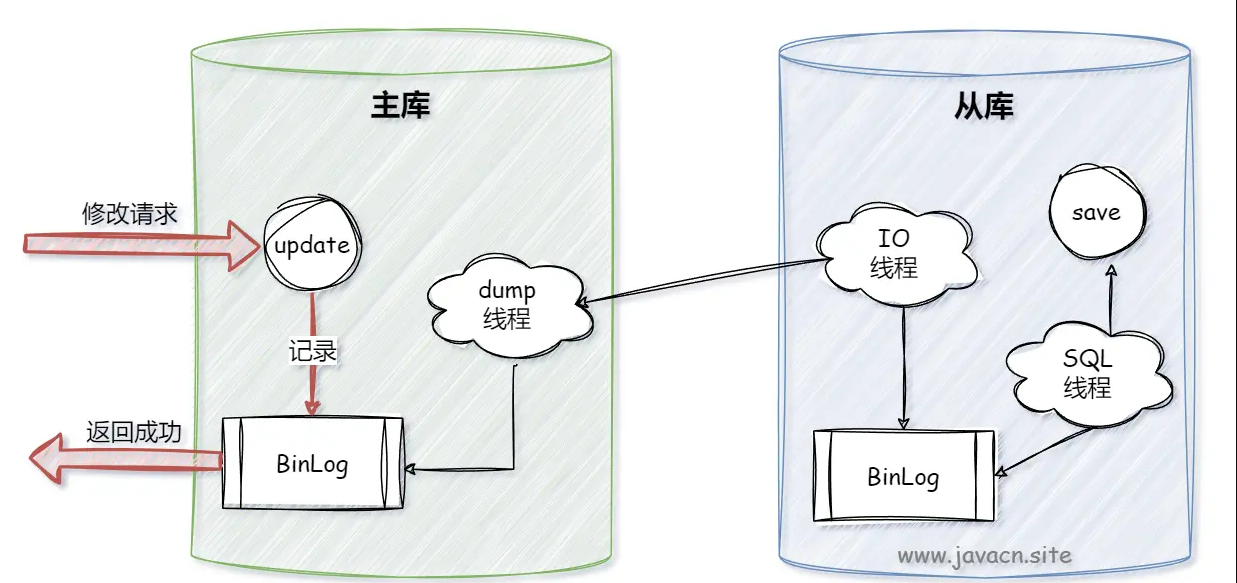 主库
从库
修改请求
update
save
IO
线程
dump
线程
记录
SQL
线程
返回成功
BinLog
BinLog
www.javacn.site